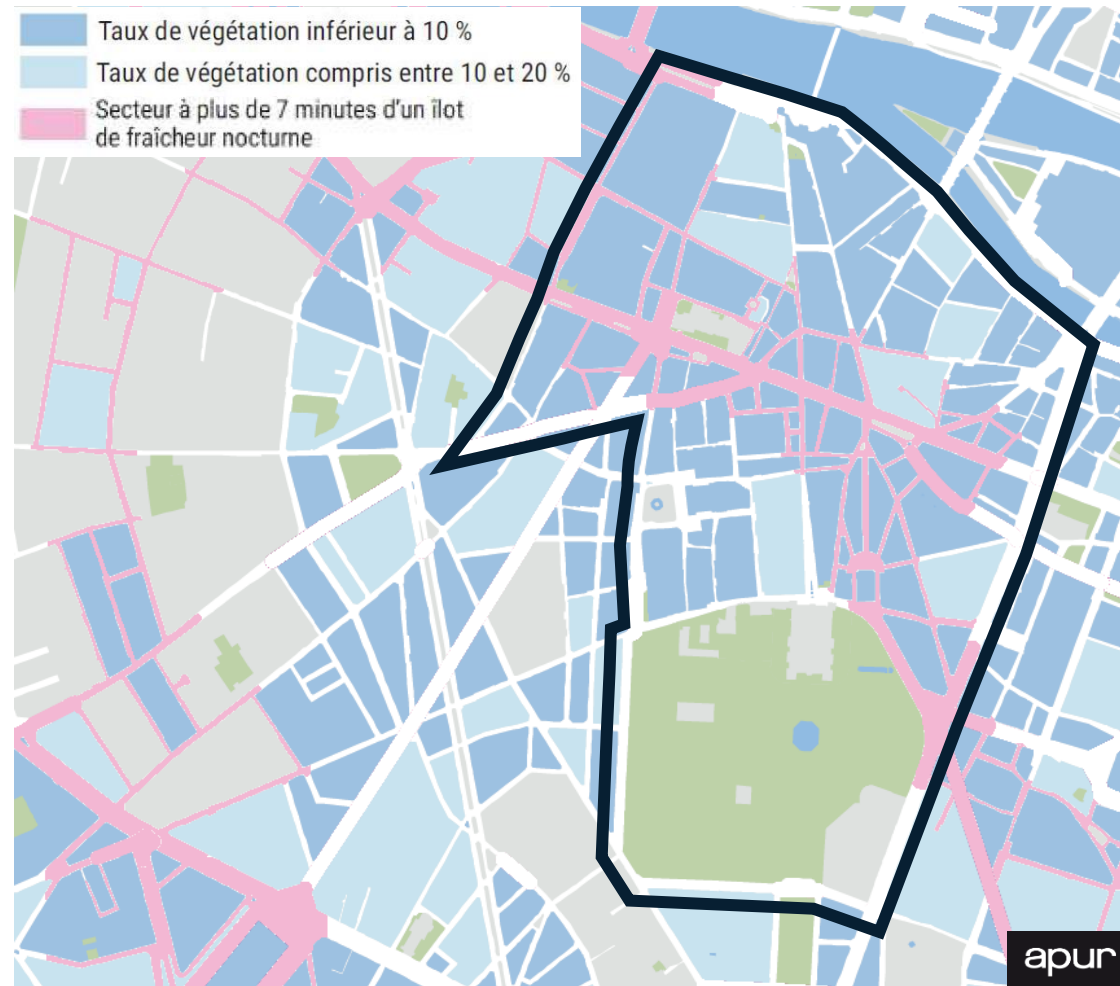 Taux de végétation inférieur à 10 %
Taux de végétation compris entre 10 et 20 %
Secteur à plus de 7 minutes d'un îlot
de fraîcheur nocturne
apur